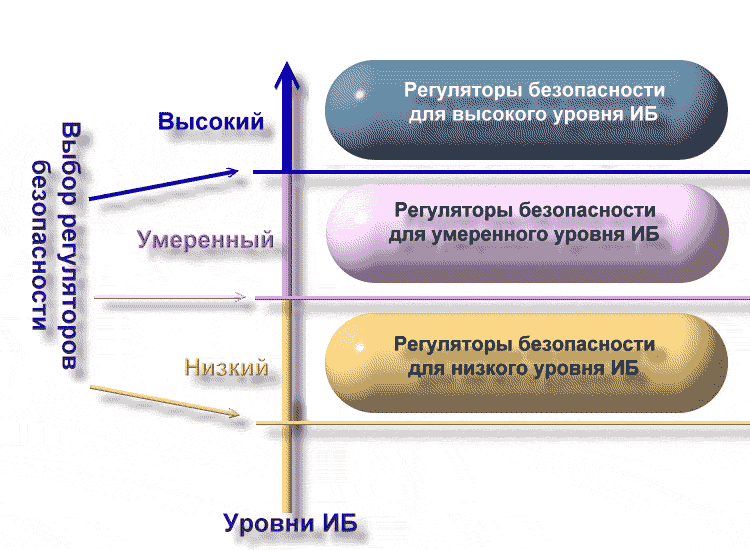 Выбор регуляторов
безопасности
Высокий
Регуляторы безопасности
для высокого уровня ИБ
Умеренный
Регуляторы безопасности
для умеренного уровня ИБ
Низкий
Регуляторы безопасности
для низкого уровня ИБ
Уровни ИБ